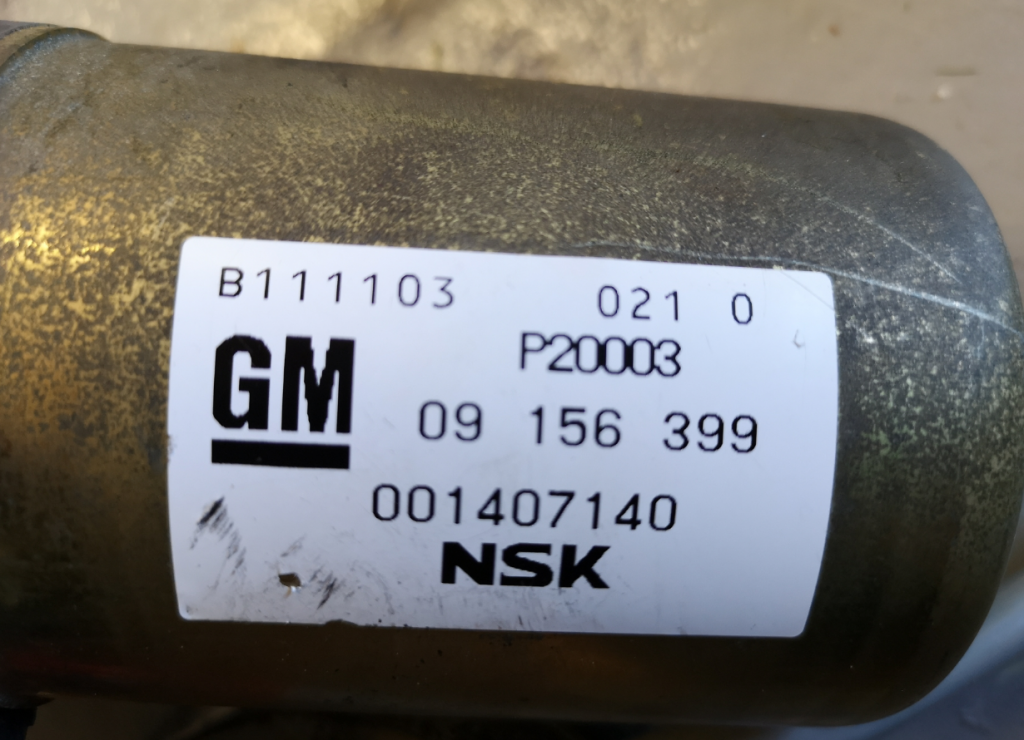 B111103 021 0
P20003
GM 09 156 399
001407140
NSK